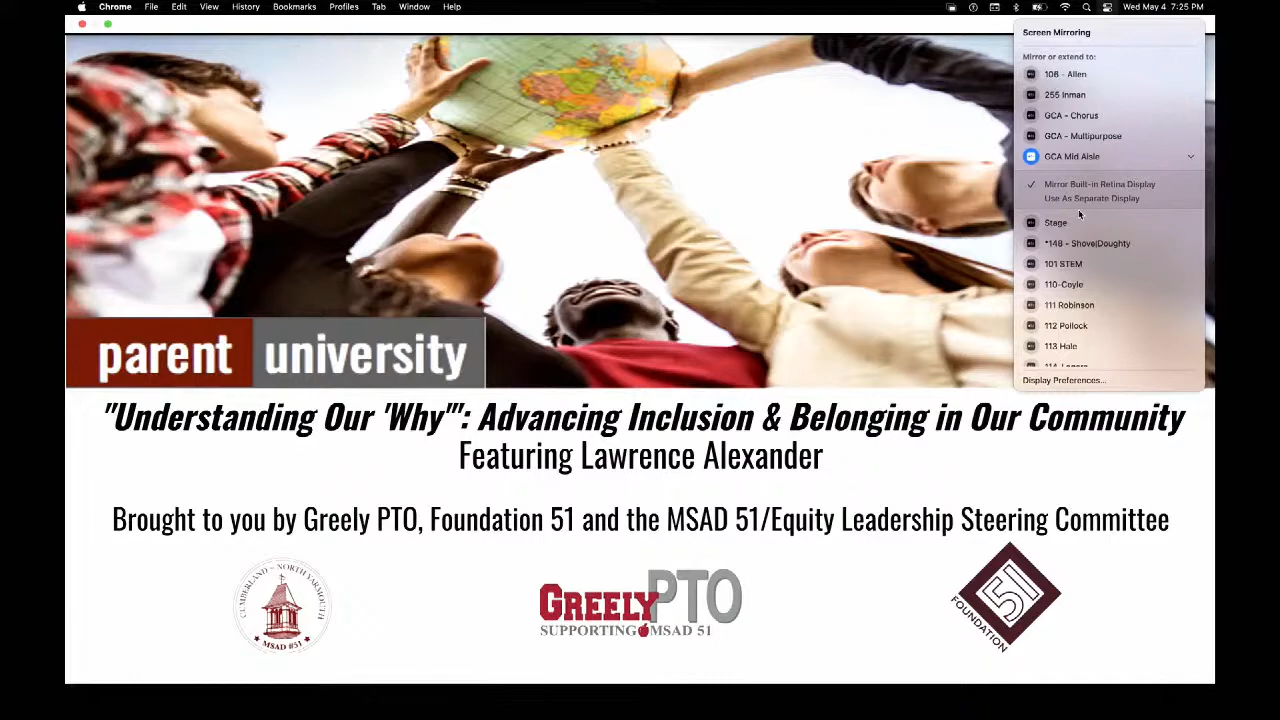 Chrome File Edit View History Bookmarks Profiles Tab Window Help Wed May 4 7:25 PM
Screen Mirroring
Mirror or extend to:
106 - Allen
255 Inman
GCA - Chorus
GCA - Multipurpose
GCA Mid Aisle
Mirror Built-in Retina Display
Use As Separate Display
Stage
*148 - Shove|Doughty
101 STEM
110-Coyle
111 Robinson
112 Pollock
113 Hale
Display Preferences...
parent university
"Understanding Our 'Why'": Advancing Inclusion & Belonging in Our Community
Featuring Lawrence Alexander
Brought to you by Greely PTO, Foundation 51 and the MSAD 51/Equity Leadership Steering Committee
CUMBERLAND ~ NORTH YARMOUTH
MSAD #51
GREELY PTO
SUPPORTING MSAD 51
51
FOUNDATION